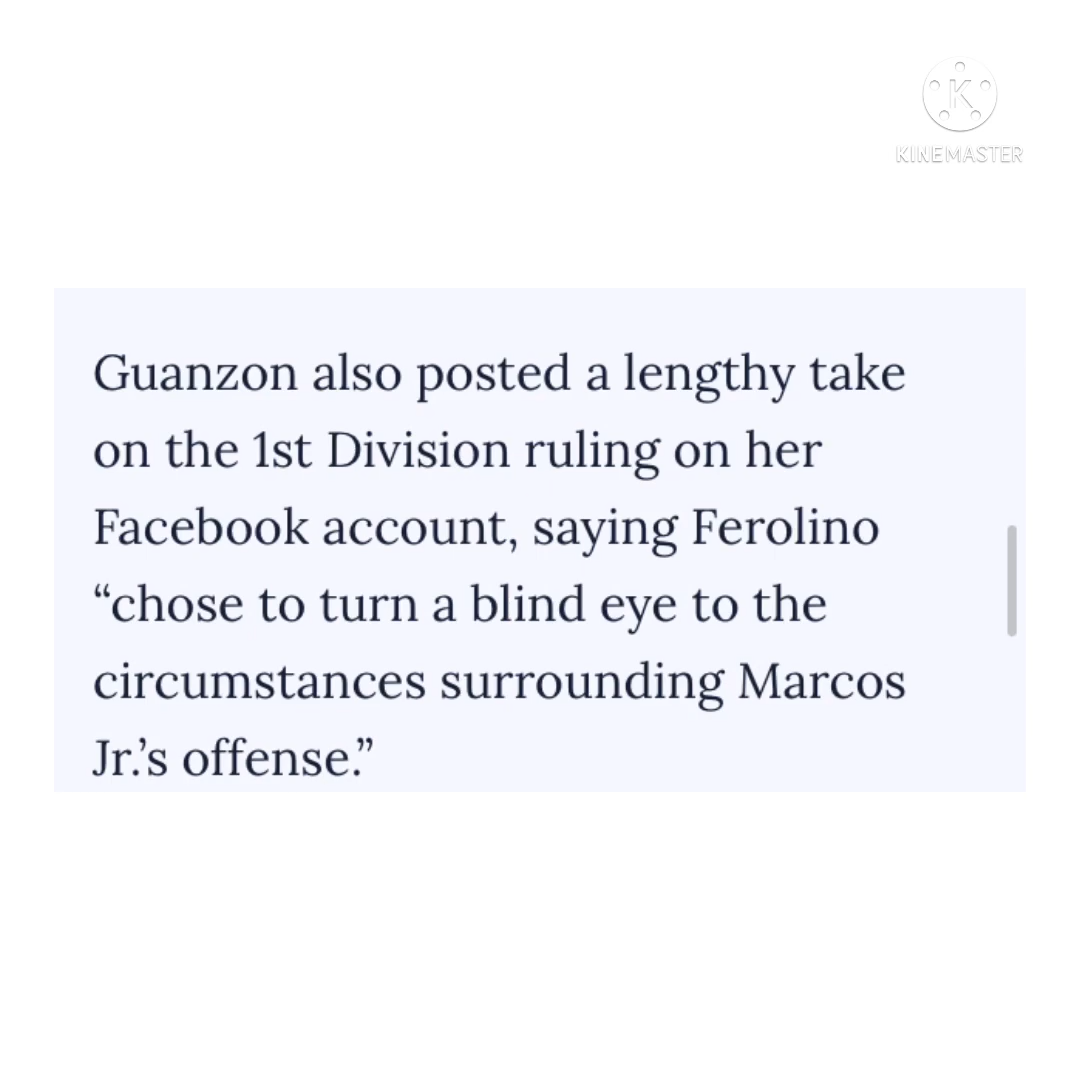 KINEMASTER
Guanzon also posted a lengthy take
on the 1st Division ruling on her
Facebook account, saying Ferolino
“chose to turn a blind eye to the
circumstances surrounding Marcos
Jr.’s offense.”